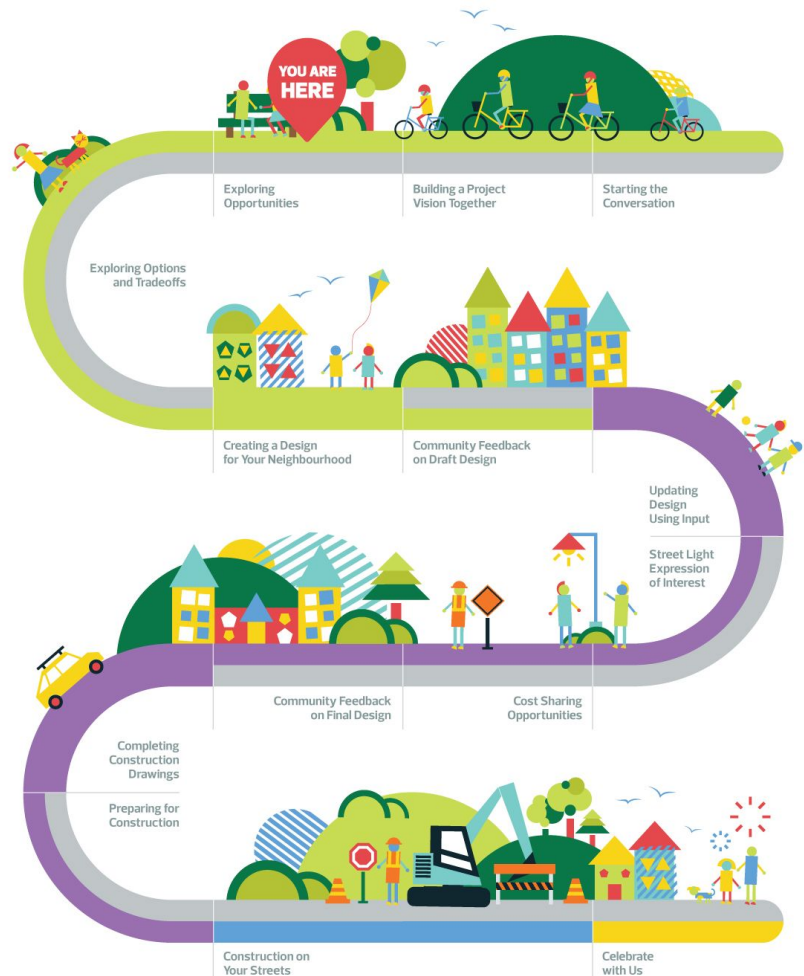 YOU ARE
HERE
Exploring
Opportunities
Building a Project
Vision Together
Starting the
Conversation
Exploring Options
and Tradeoffs
Creating a Design
for Your Neighbourhood
Community Feedback
on Draft Design
Updating
Design
Using Input
Street Light
Expression
of Interest
Community Feedback
on Final Design
Cost Sharing
Opportunities
Completing
Construction
Drawings
Preparing for
Construction
Construction on
Your Streets
Celebrate
with Us